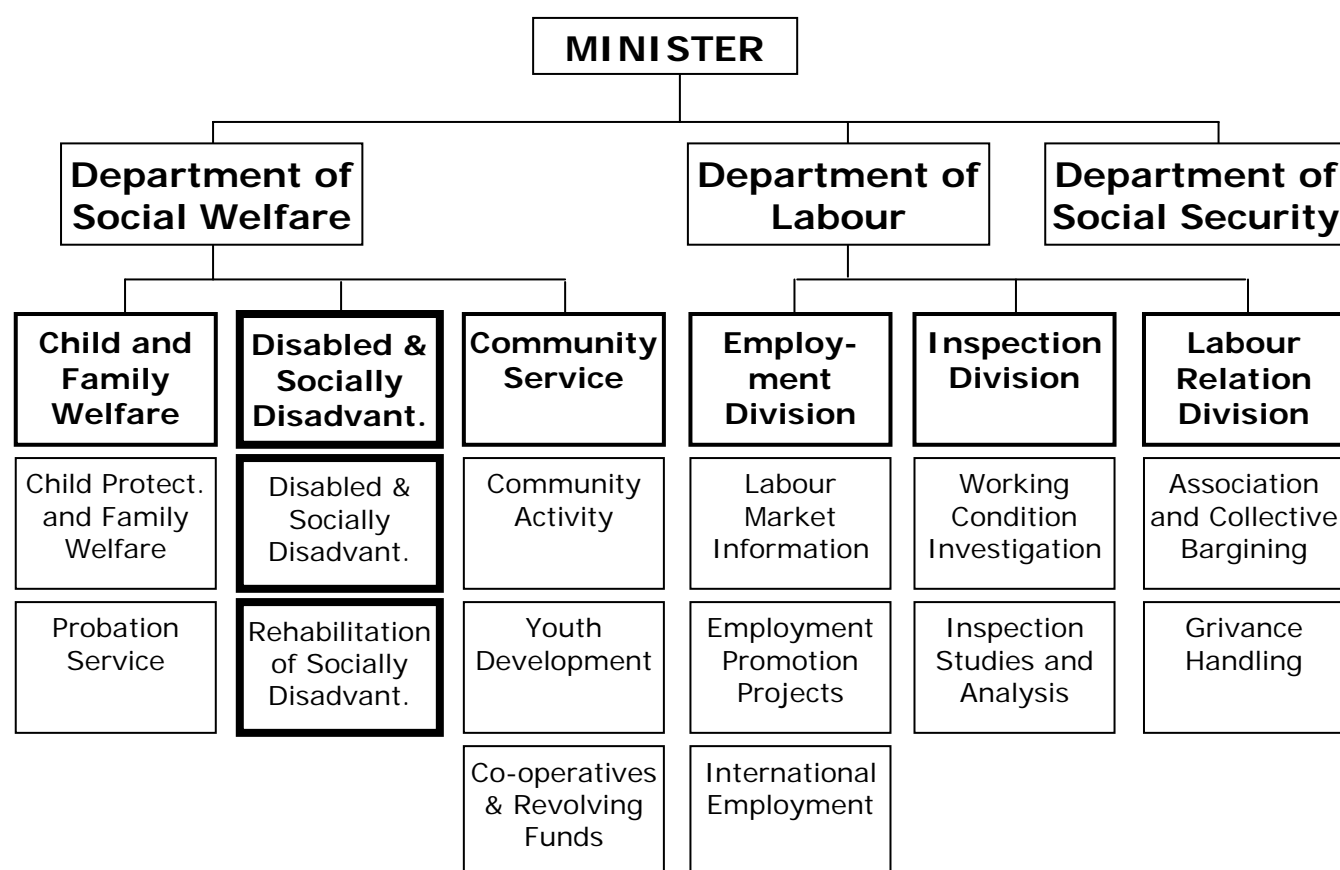 MINISTER
Department of
Social Welfare
Department of
Labour
Department of
Social Security
Child and
Family
Welfare
Disabled &
Socially
Disadvant.
Community
Service
Employ-
ment
Division
Inspection
Division
Labour
Relation
Division
Child Protect.
and Family
Welfare
Disabled &
Socially
Disadvant.
Community
Activity
Labour
Market
Information
Working
Condition
Investigation
Association
and Collective
Bargining
Probation
Service
Rehabilitation
of Socially
Disadvant.
Youth
Development
Employment
Promotion
Projects
Inspection
Studies and
Analysis
Grivance
Handling
Co-operatives
& Revolving
Funds
International
Employment